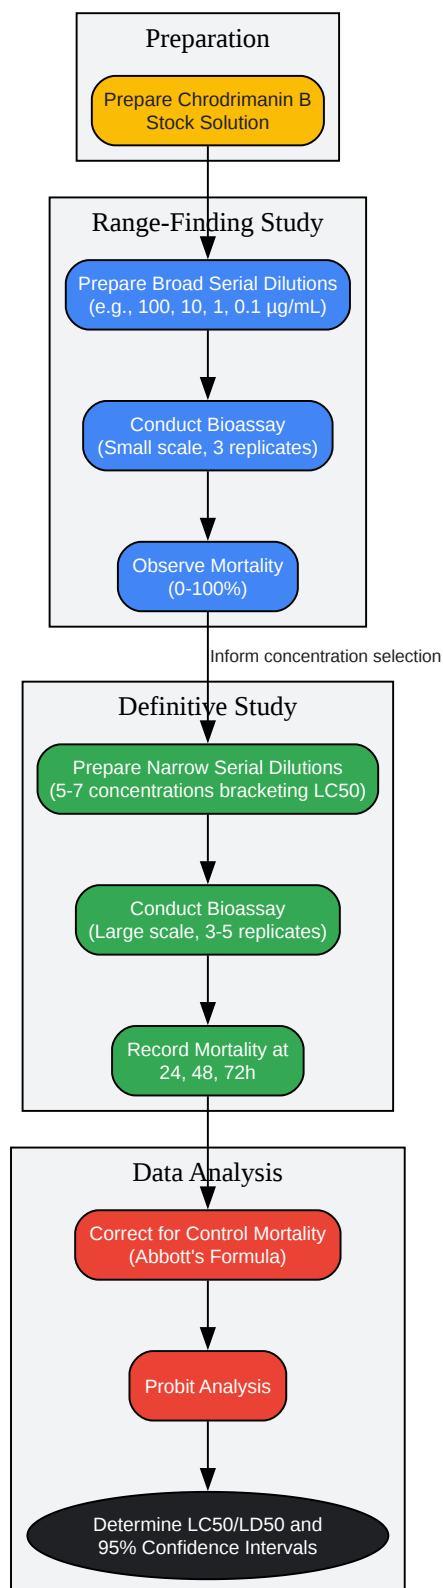 Preparation
Prepare Chrodrimanin B
Stock Solution
Range-Finding Study
Prepare Broad Serial Dilutions
(e.g., 100, 10, 1, 0.1 µg/mL)
Conduct Bioassay
(Small scale, 3 replicates)
Observe Mortality
(0-100%)
Inform concentration selection
Definitive Study
Prepare Narrow Serial Dilutions
(5-7 concentrations bracketing LC50)
Conduct Bioassay
(Large scale, 3-5 replicates)
Record Mortality at
24, 48, 72h
Data Analysis
Correct for Control Mortality
(Abbott's Formula)
Probit Analysis
Determine LC50/LD50 and
95% Confidence Intervals